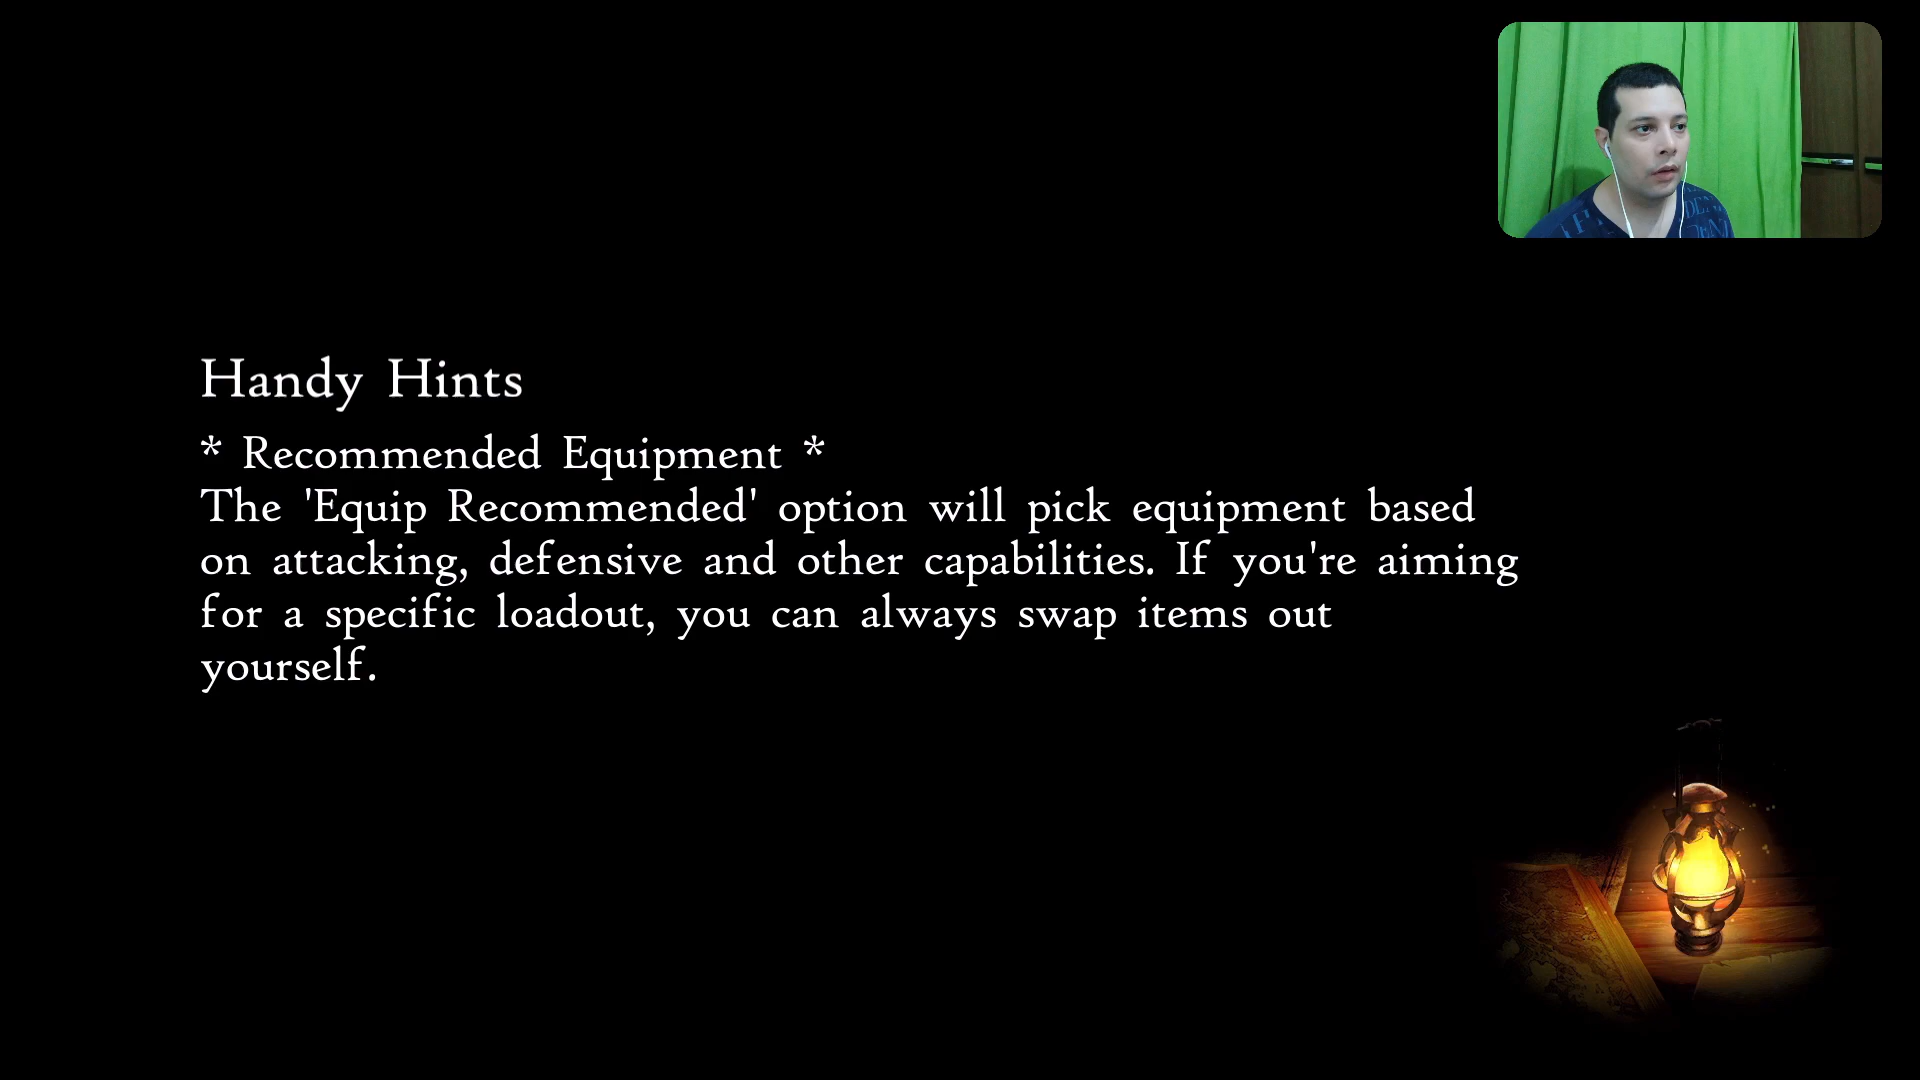 Handy Hints
* Recommended Equipment *
The 'Equip Recommended' option will pick equipment based
on attacking, defensive and other capabilities. If you're aiming
for a specific loadout, you can always swap items out
yourself.